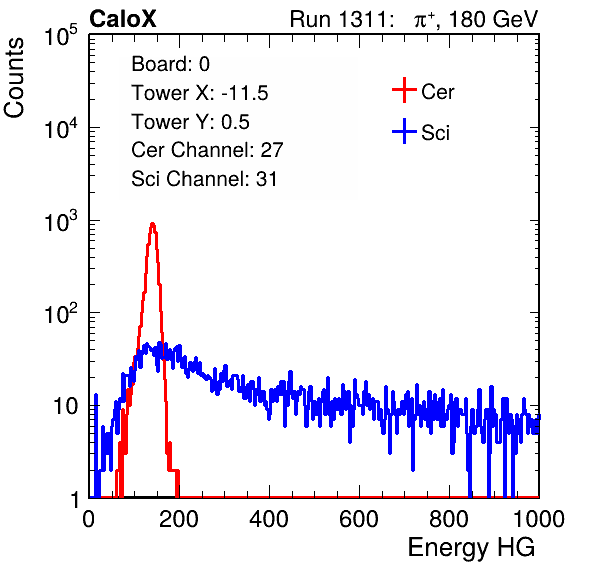 CaloX Run 1311: π⁺, 180 GeV
Counts
Board: 0
Tower X: -11.5
Tower Y: 0.5
Cer Channel: 27
Sci Channel: 31
Cer
Sci
10⁵
10⁴
10³
10²
10
1
0 200 400 600 800 1000
Energy HG